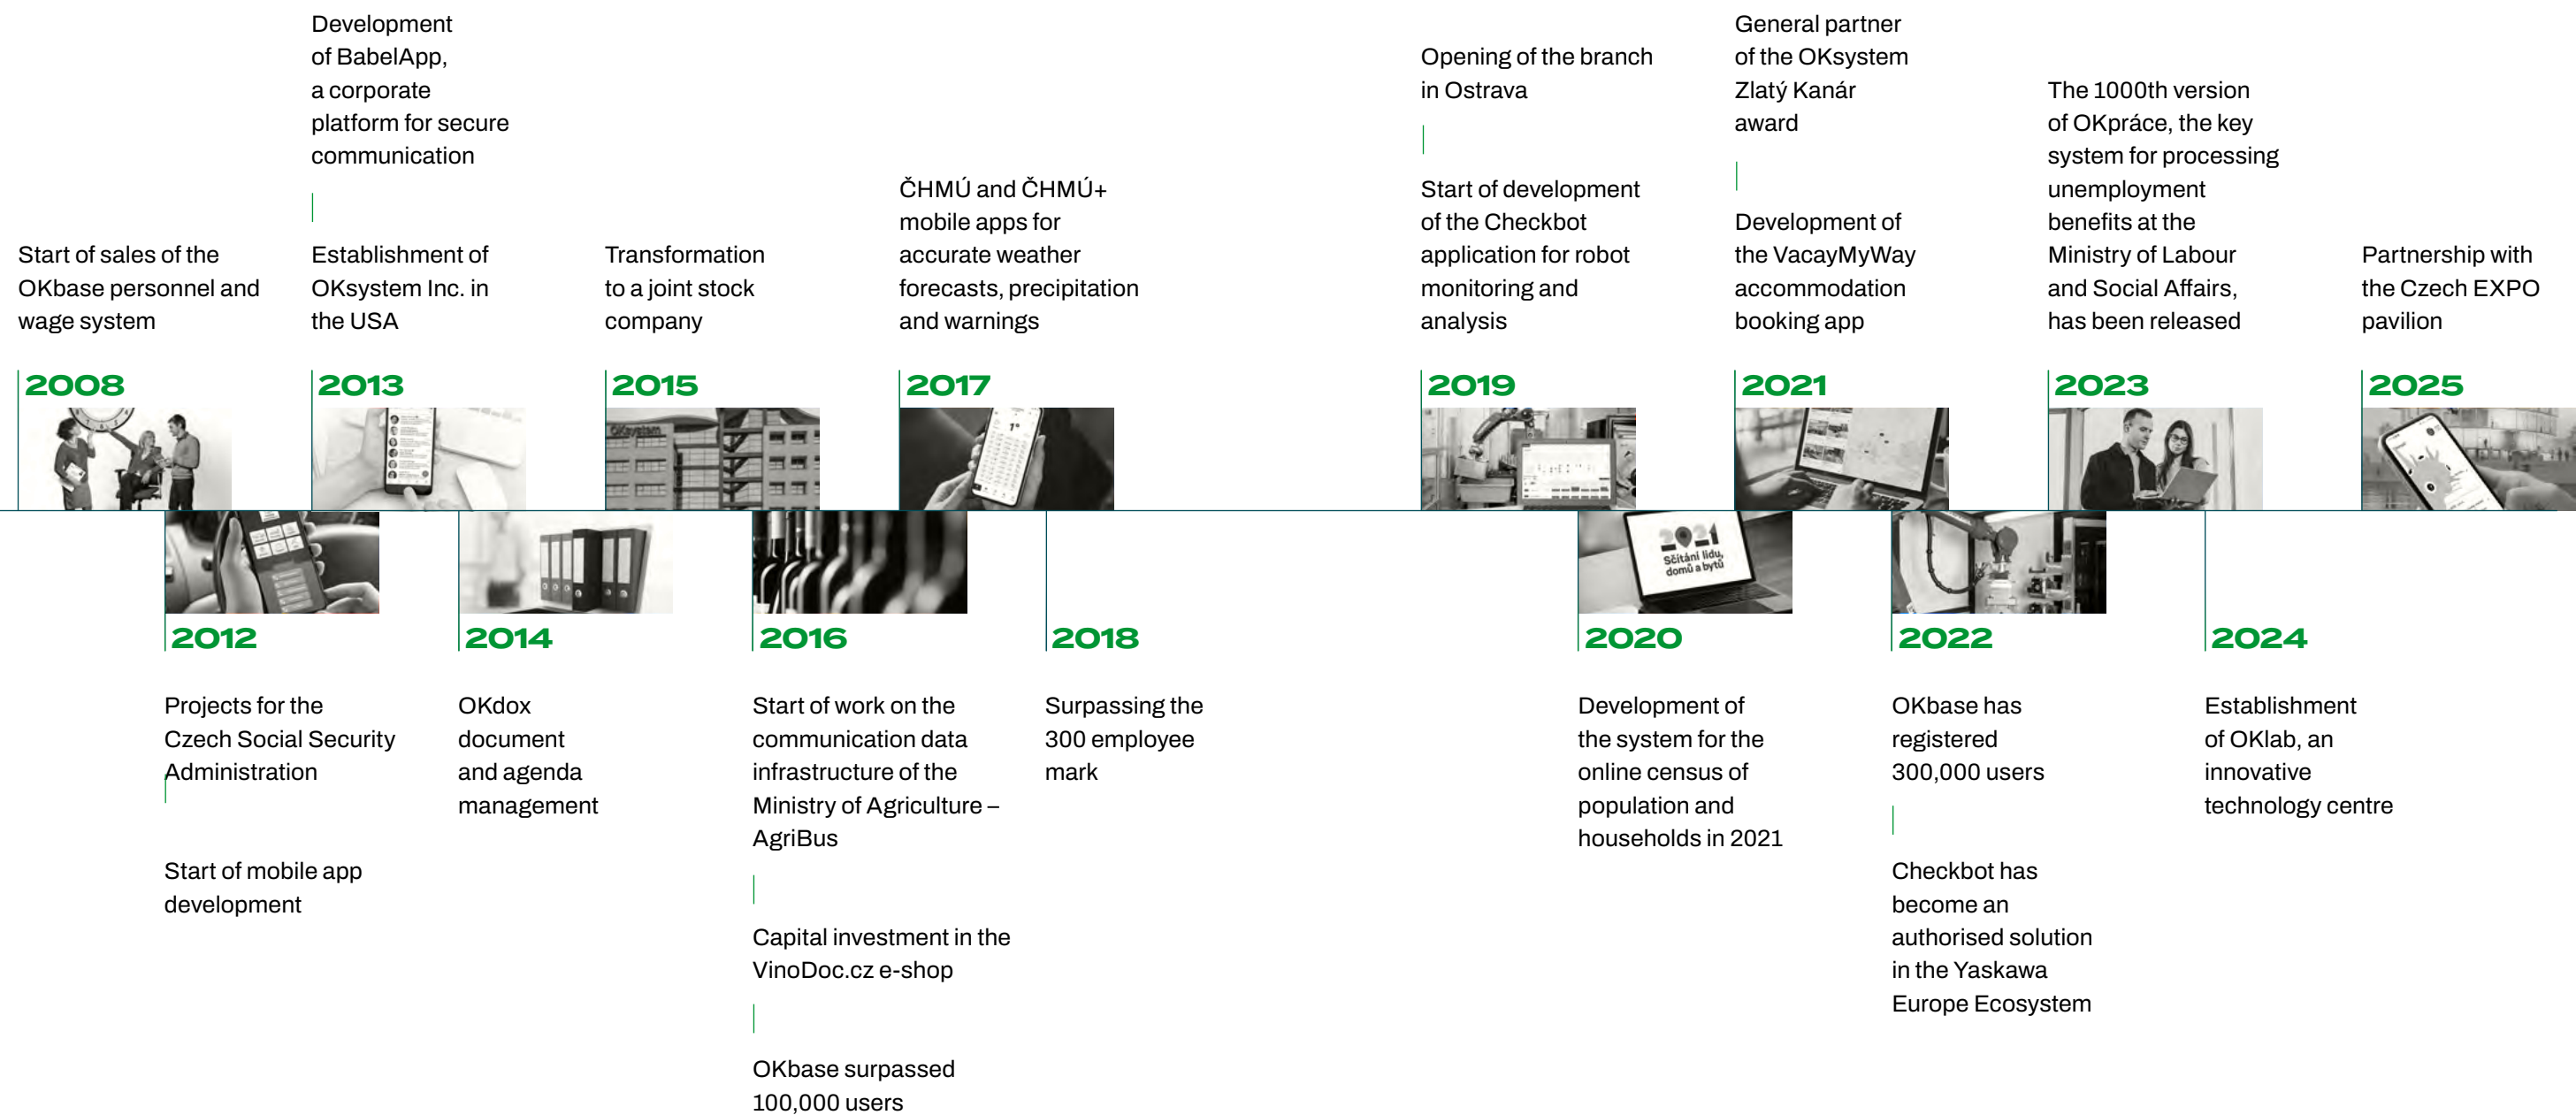 Start of sales of the
OKbase personnel and
wage system
2008
Projects for the
Czech Social Security
Administration
Start of mobile app
development
2012
Development
of BabelApp,
a corporate
platform for secure
communication
Establishment of
OKsystem Inc. in
the USA
2013
2014
OKdox
document
and agenda
management
Transformation
to a joint stock
company
2015
OKsystem
2016
Start of work on the
communication data
infrastructure of the
Ministry of Agriculture –
AgriBus
Capital investment in the
VinoDoc.cz e-shop
OKbase surpassed
100,000 users
ČHMÚ and ČHMÚ+
mobile apps for
accurate weather
forecasts, precipitation
and warnings
2017
7°
2018
Surpassing the
300 employee
mark
Opening of the branch
in Ostrava
Start of development
of the Checkbot
application for robot
monitoring and
analysis
2019
2021
Sčítání lidu,
domů a bytů
2020
Development of
the system for the
online census of
population and
households in 2021
General partner
of the OKsystem
Zlatý Kanár
award
Development of
the VacayMyWay
accommodation
booking app
2021
2022
OKbase has
registered
300,000 users
Checkbot has
become an
authorised solution
in the Yaskawa
Europe Ecosystem
The 1000th version
of OKpráce, the key
system for processing
unemployment
benefits at the
Ministry of Labour
and Social Affairs,
has been released
2023
2024
Establishment
of OKlab, an
innovative
technology centre
Partnership with
the Czech EXPO
pavilion
2025